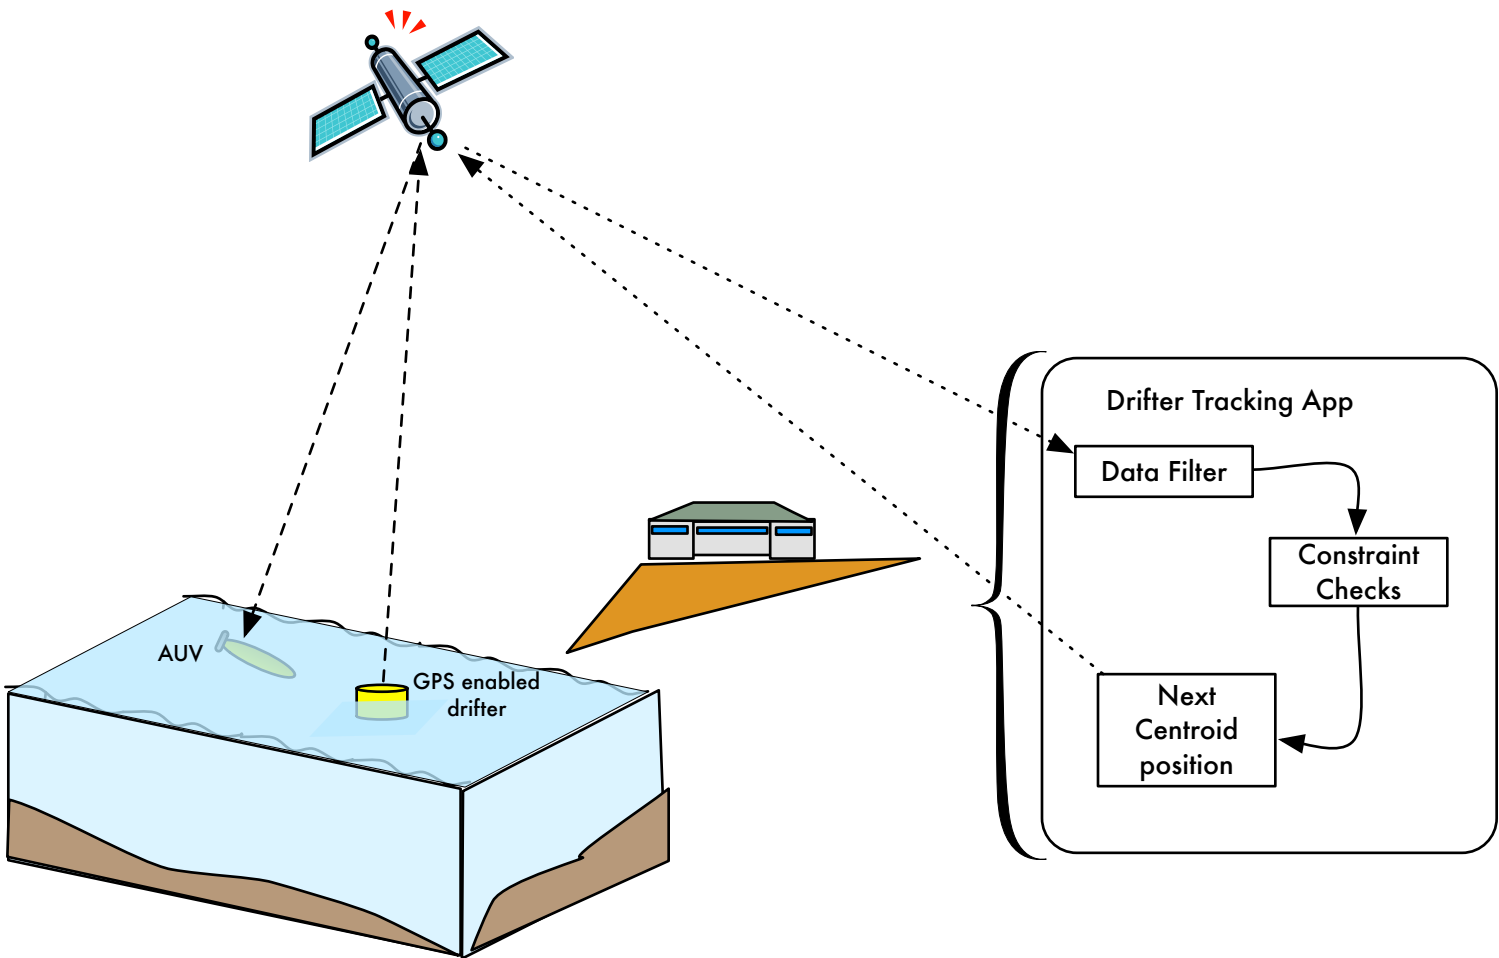 Drifter Tracking App
Data Filter
Constraint
Checks
Next
Centroid
position
AUV
GPS enabled
drifter